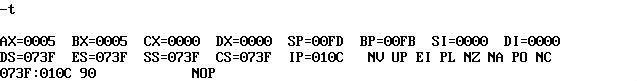 -t
AX=0005 BX=0005 CX=0000 DX=0000 SP=00FD BP=00FB SI=0000 DI=0000
DS=073F ES=073F SS=073F CS=073F IP=010C NV UP EI PL NZ NA PO NC
073F:010C 90 NOP